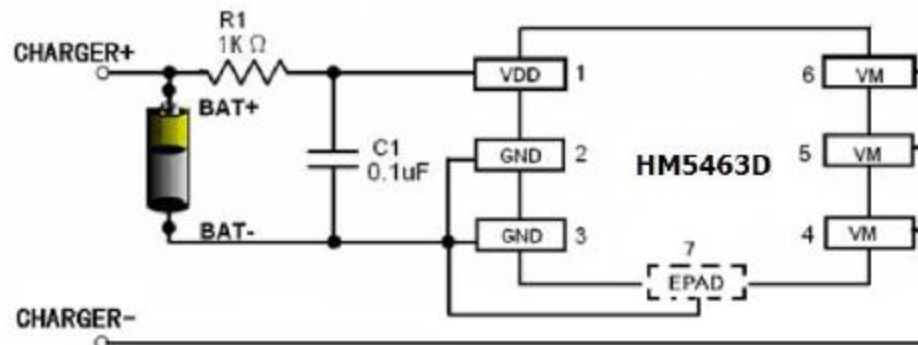 R1
1K Ω
CHARGER+
VDD 1
6 VM
BAT+
C1
0.1uF
GND 2
HM5463D
5 VM
BAT-
GND 3
4 VM
7
EPAD
CHARGER-